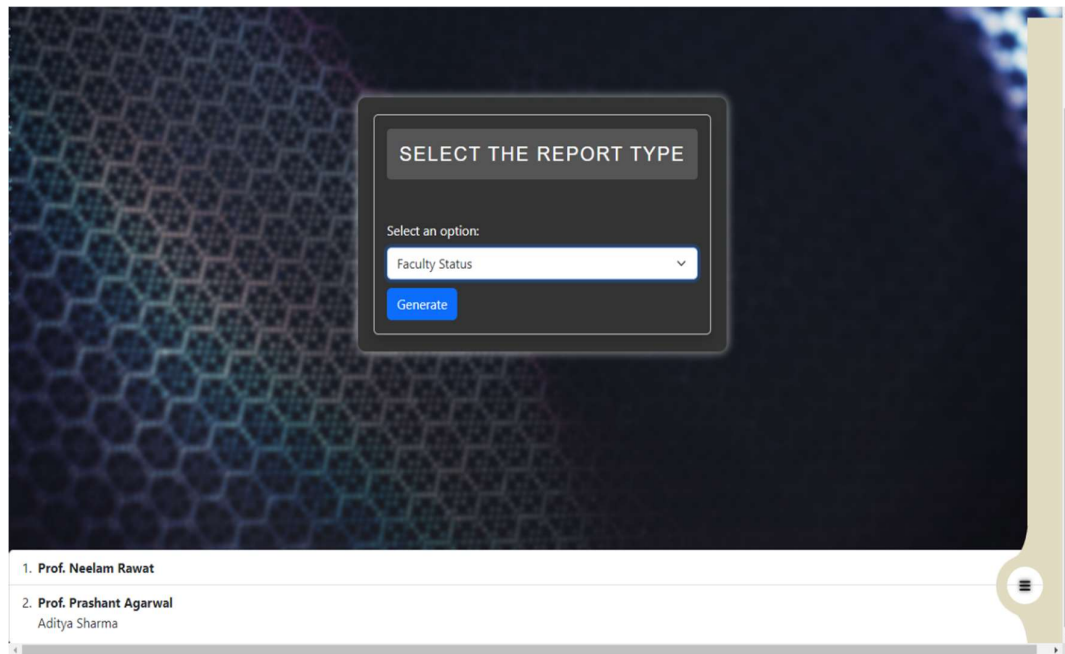 SELECT THE REPORT TYPE
Select an option:
Faculty Status
Generate
1. Prof. Neelam Rawat
2. Prof. Prashant Agarwal
Aditya Sharma